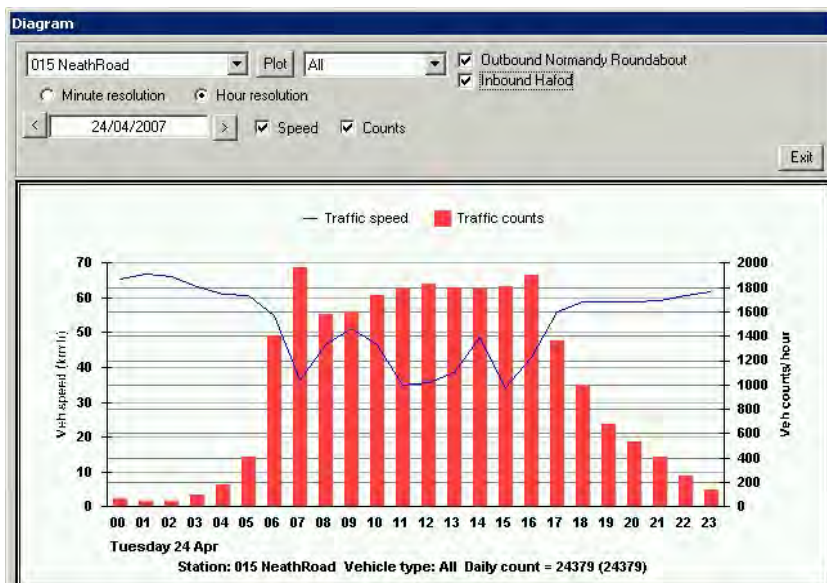 Diagram
015 NeathRoad Plot All Outbound Normandy Roundabout
Inbound Hafod
Minute resolution Hour resolution
< 24/04/2007 > Speed Counts
Exit
Traffic speed Traffic counts
Veh speed (km/h)
70
60
50
40
30
20
10
0
2000
1800
1600
1400
1200
1000
800
600
400
200
0
Veh counts/hour
00 01 02 03 04 05 06 07 08 09 10 11 12 13 14 15 16 17 18 19 20 21 22 23
Tuesday 24 Apr
Station: 015 NeathRoad Vehicle type: All Daily count = 24379 (24379)